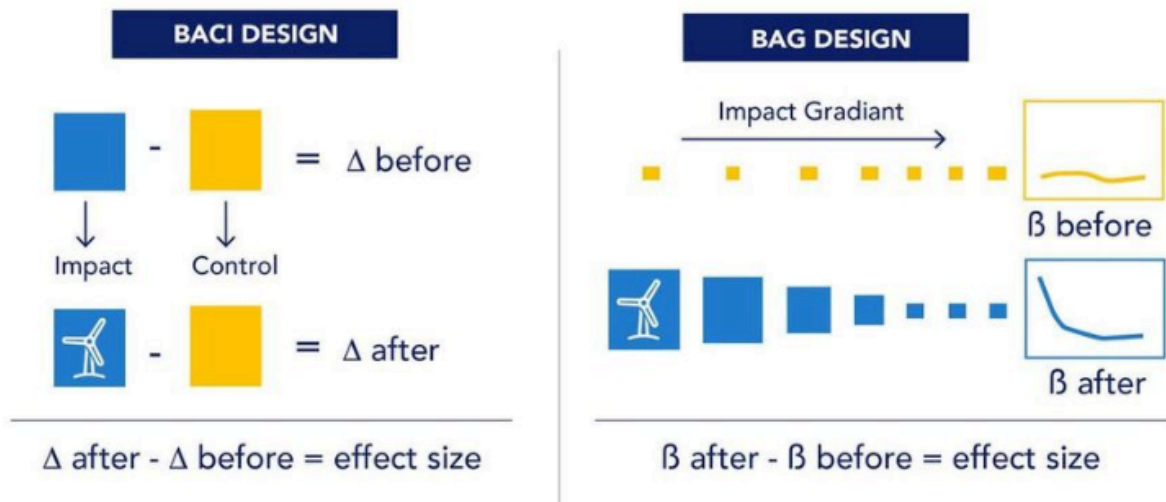 BACI DESIGN
- = Δ before
Impact Control
- = Δ after
Δ after - Δ before = effect size
BAG DESIGN
Impact Gradiant
ß before
ß after
ß after - ß before = effect size